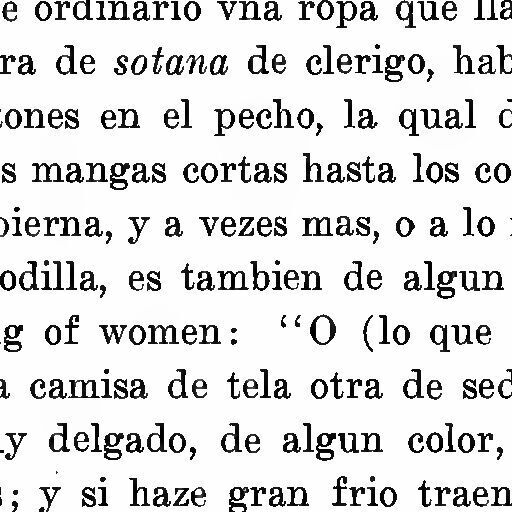 e ordinario vna ropa que lla
ra de sotana de clerigo, hab
ones en el pecho, la qual d
s mangas cortas hasta los co
pierna, y a vezes mas, o a lo
odilla, es tambien de algun
g of women: “O (lo que
a camisa de tela otra de sed
y delgado, de algun color,
s; y si haze gran frio traen